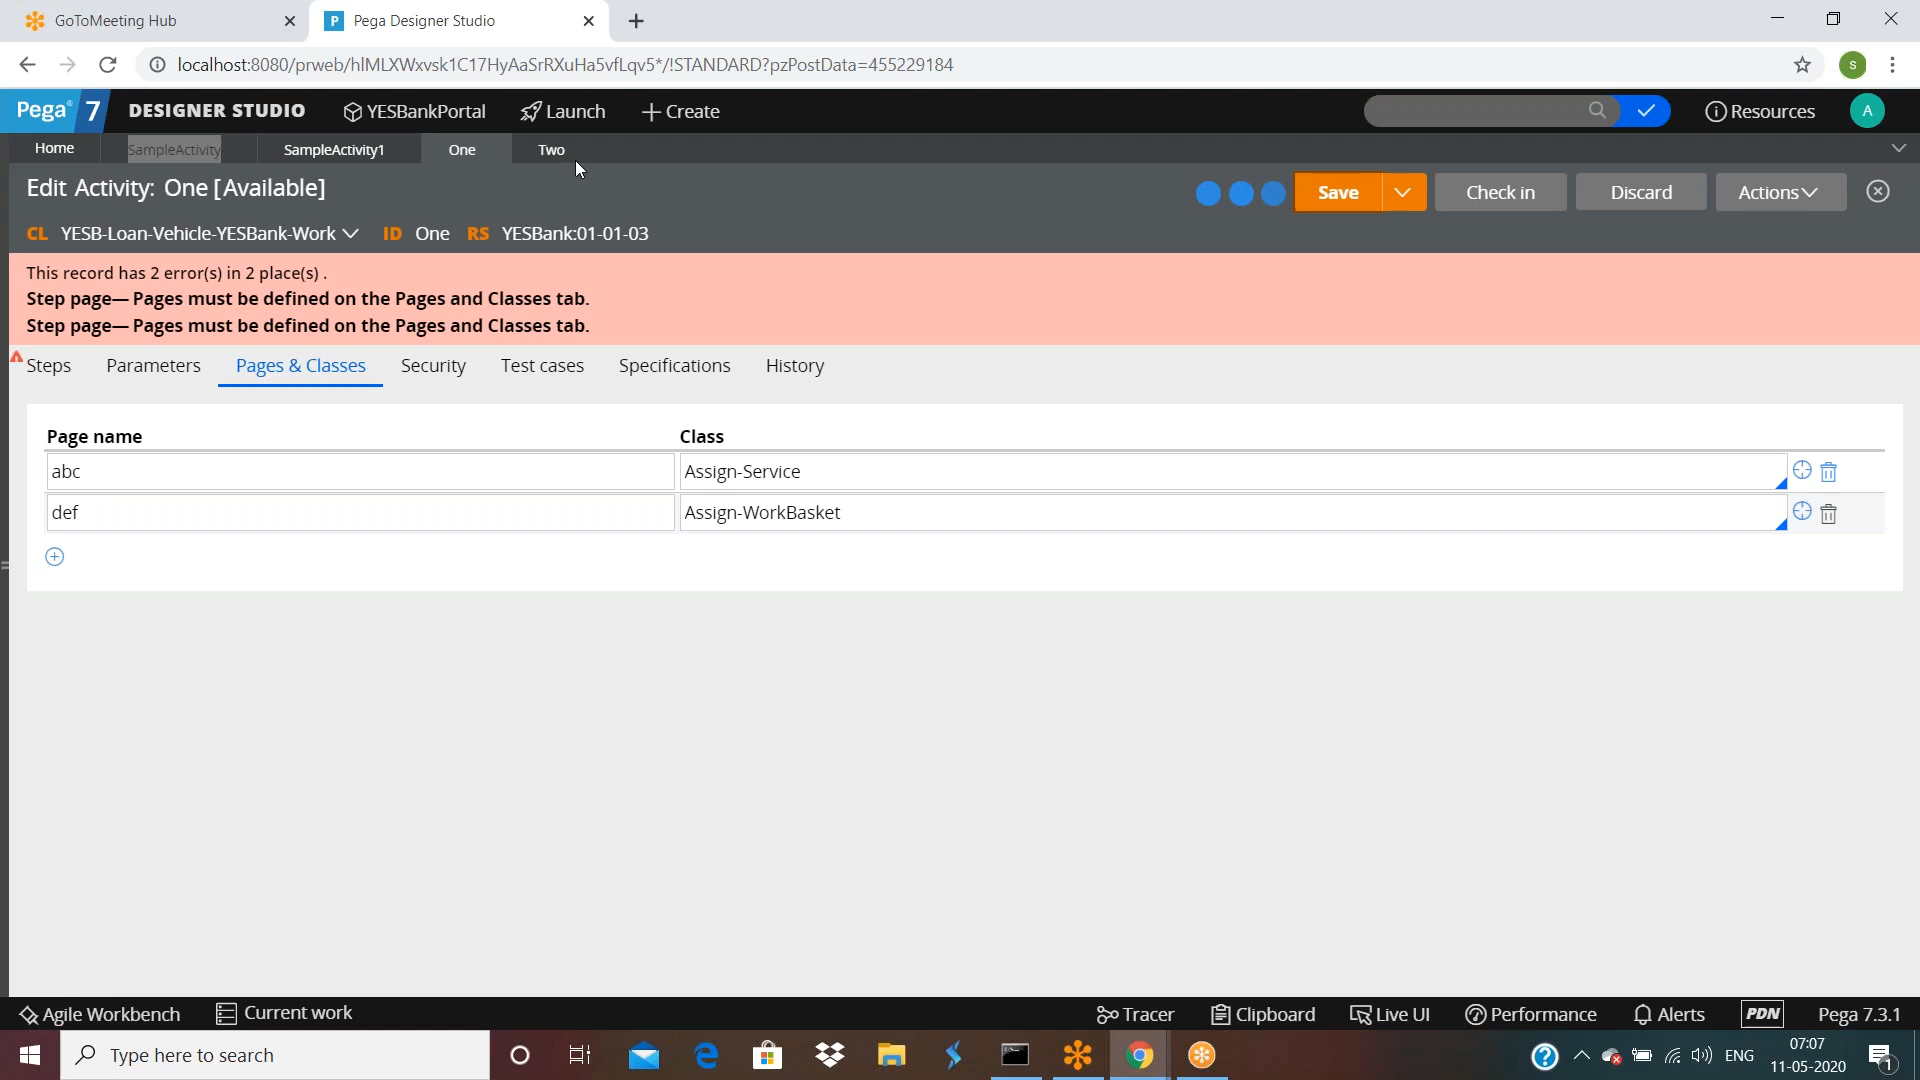 GoToMeeting Hub
P Pega Designer Studio
localhost:8080/prweb/hIMLXWxvsk1C17HyAaSrRXuHa5vfLqv5*/!STANDARD?pzPostData=455229184
s
Pega 7 DESIGNER STUDIO YESBankPortal Launch Create Resources A
Home SampleActivity SampleActivity1 One Two
Edit Activity: One [Available]
Save Check in Discard Actions
CL YESB-Loan-Vehicle-YESBank-Work ID One RS YESBank:01-01-03
This record has 2 error(s) in 2 place(s) .
Step page— Pages must be defined on the Pages and Classes tab.
Step page— Pages must be defined on the Pages and Classes tab.
Steps Parameters Pages & Classes Security Test cases Specifications History
Page name Class
abc Assign-Service
def Assign-WorkBasket
Agile Workbench Current work Tracer Clipboard Live UI Performance Alerts PDN Pega 7.3.1
Type here to search
ENG
07:07
11-05-2020
1